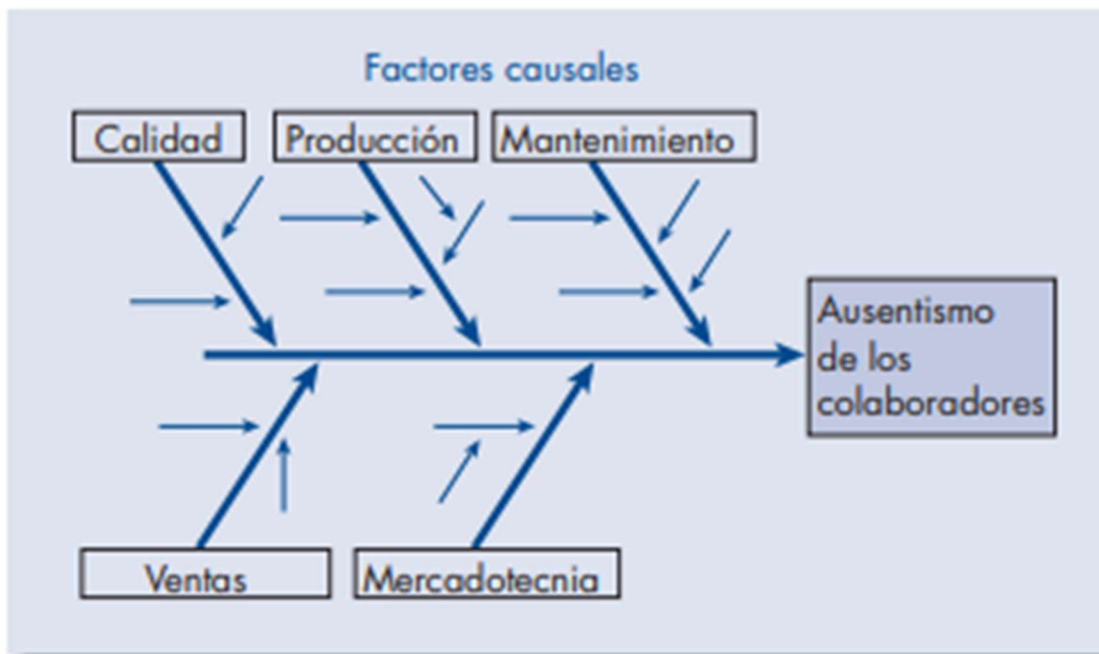 Factores causales
Calidad
Producción
Mantenimiento
Ausentismo
de los
colaboradores
Ventas
Mercadotecnia